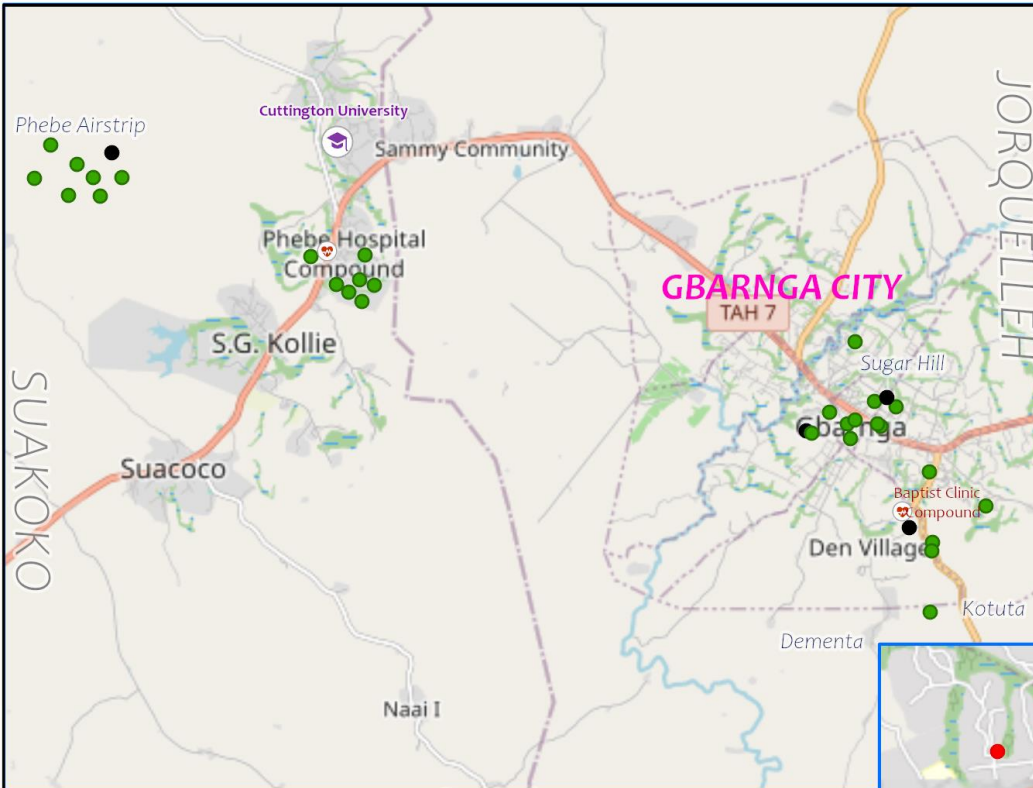 Phebe Airstrip
Cuttington University
Sammy Community
JORQUELLEH
Phebe Hospital
Compound
GBARNGA CITY
TAH 7
S.G. Kollie
Sugar Hill
SUAKOKO
Gbarnga
Suacoco
Baptist Clinic
Compound
Den Village
Kotuta
Dementa
Naai I